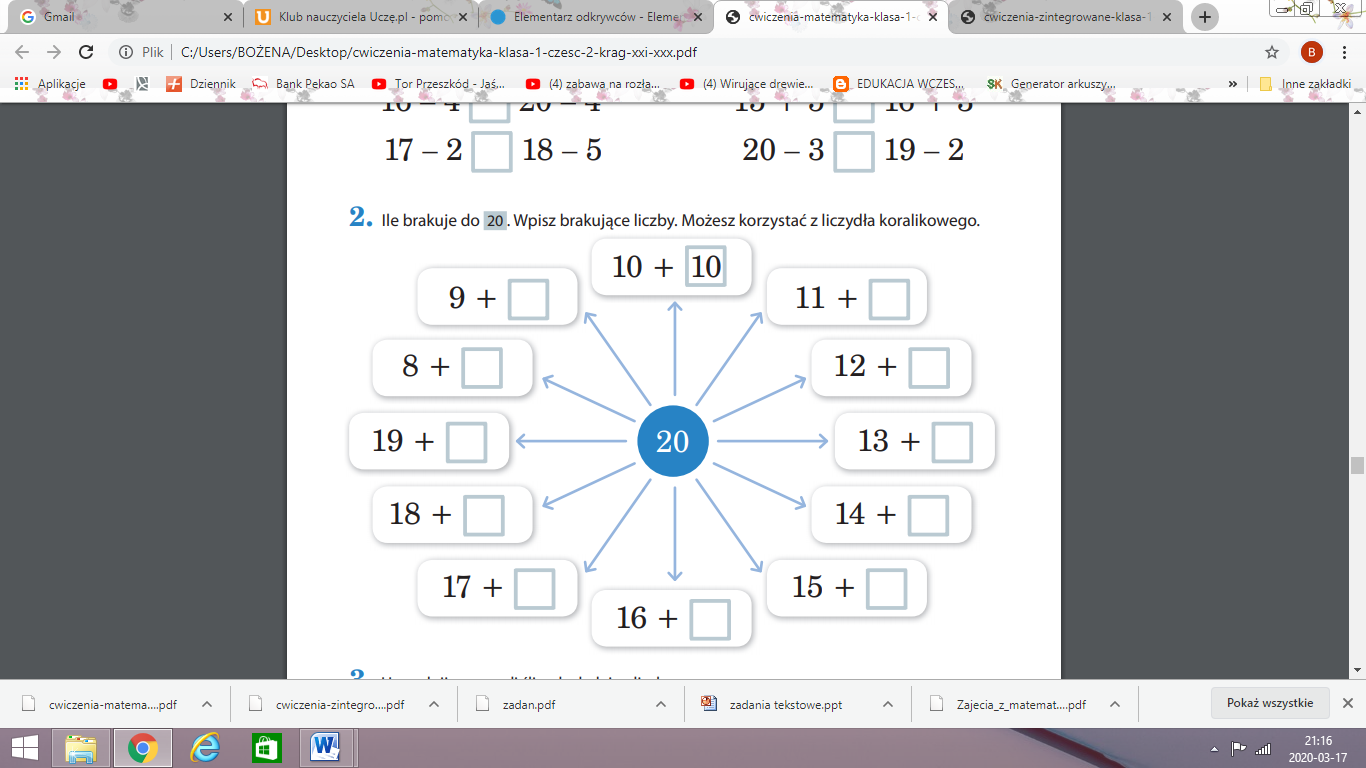 Gmail
Klub nauczyciela Uczę.pl - pomo
Elementarz odkrywców - Eleme
cwiczenia-matematyka-klasa-1-c
cwiczenia-zintegrowane-klasa-1
Plik | C:/Users/BOŻENA/Desktop/cwiczenia-matematyka-klasa-1-czesc-2-krag-xxi-xxx.pdf
B
Aplikacje
Dziennik
Bank Pekao SA
Tor Przeszkód - Jaś...
(4) zabawa na rozła...
(4) Wirujące drewie...
EDUKACJA WCZES...
SK Generator arkuszy...
»
Inne zakładki
17 – 2 18 – 5
20 – 3 19 – 2
2. Ile brakuje do 20. Wpisz brakujące liczby. Możesz korzystać z liczydła koralikowego.
10 + 10
9 +
11 +
8 +
12 +
19 +
20
13 +
18 +
14 +
17 +
15 +
16 +
cwiczenia-matema....pdf
cwiczenia-zintegro....pdf
zadan.pdf
zadania tekstowe.ppt
Zajecia_z_matemat....pdf
Pokaż wszystkie
21:16
2020-03-17